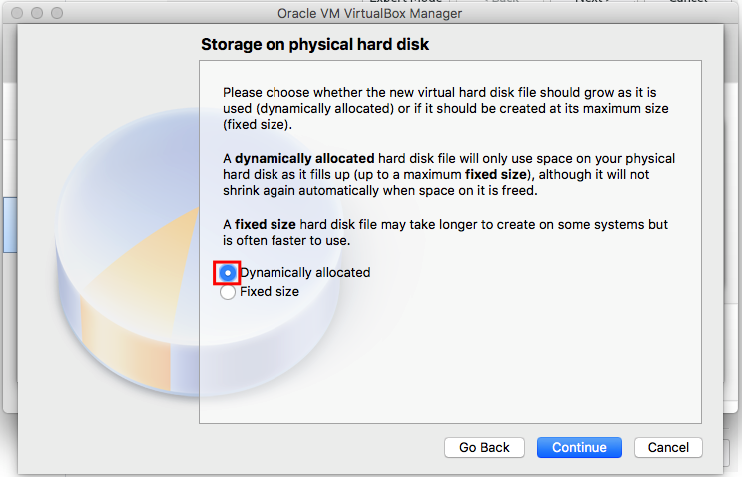 Expert Mode
Oracle VM VirtualBox Manager
Storage on physical hard disk
Please choose whether the new virtual hard disk file should grow as it is
used (dynamically allocated) or if it should be created at its maximum size
(fixed size).
A dynamically allocated hard disk file will only use space on your physical
hard disk as it fills up (up to a maximum fixed size), although it will not
shrink again automatically when space on it is freed.
A fixed size hard disk file may take longer to create on some systems but
is often faster to use.
Dynamically allocated
Fixed size
Go Back
Continue
Cancel